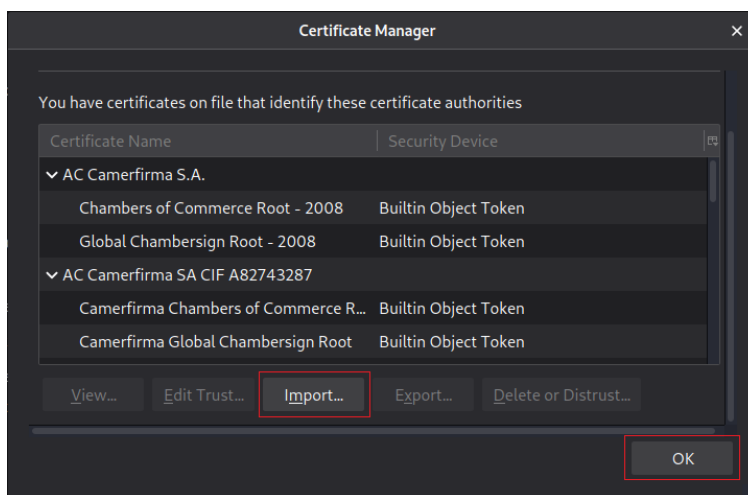 Certificate Manager
You have certificates on file that identify these certificate authorities
Certificate Name Security Device
AC Camerfirma S.A.
Chambers of Commerce Root - 2008 Builtin Object Token
Global Chambersign Root - 2008 Builtin Object Token
AC Camerfirma SA CIF A82743287
Camerfirma Chambers of Commerce R... Builtin Object Token
Camerfirma Global Chambersign Root Builtin Object Token
View... Edit Trust... Import... Export... Delete or Distrust...
OK